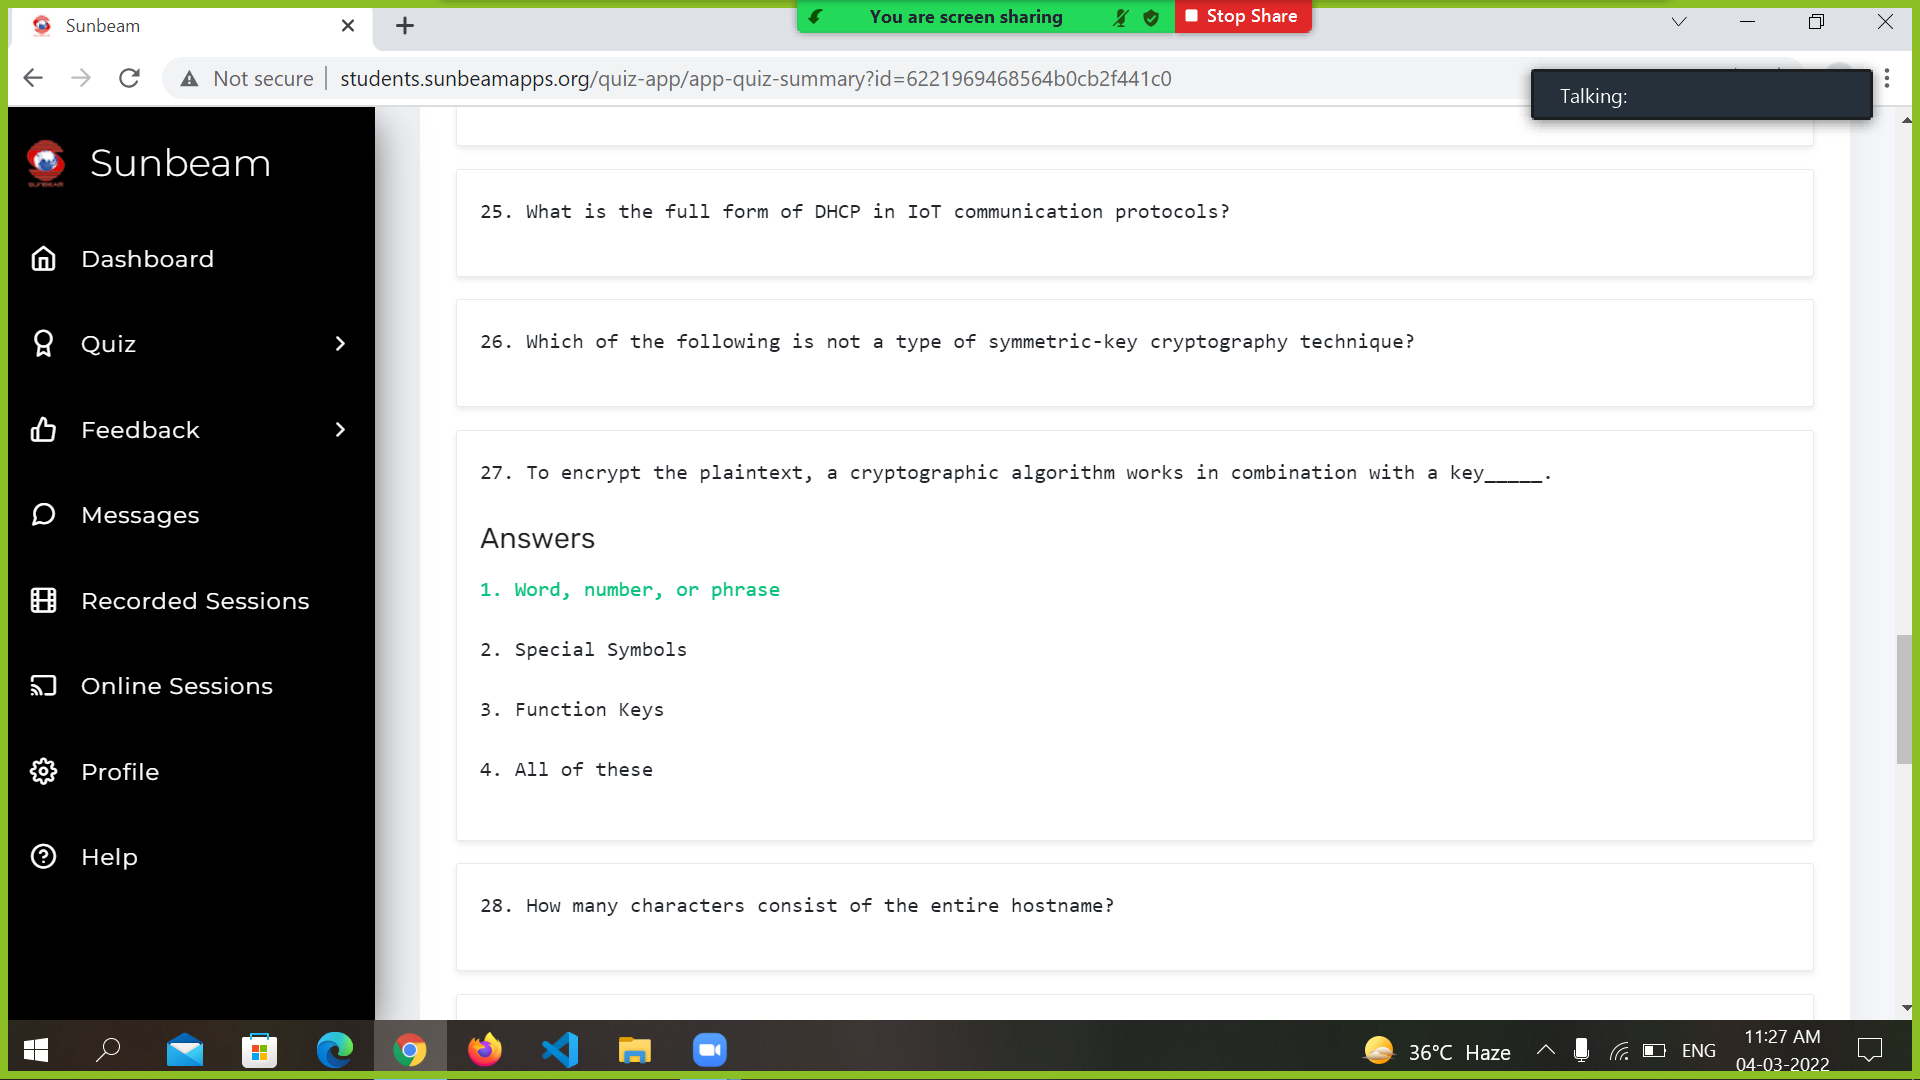 Sunbeam
You are screen sharing
Stop Share
Not secure
students.sunbeamapps.org/quiz-app/app-quiz-summary?id=6221969468564b0cb2f441c0
Talking:
Sunbeam
Dashboard
Quiz
Feedback
Messages
Recorded Sessions
Online Sessions
Profile
Help
25. What is the full form of DHCP in IoT communication protocols?
26. Which of the following is not a type of symmetric-key cryptography technique?
27. To encrypt the plaintext, a cryptographic algorithm works in combination with a key_____.
Answers
1. Word, number, or phrase
2. Special Symbols
3. Function Keys
4. All of these
28. How many characters consist of the entire hostname?
36°C Haze
ENG
11:27 AM
04-03-2022